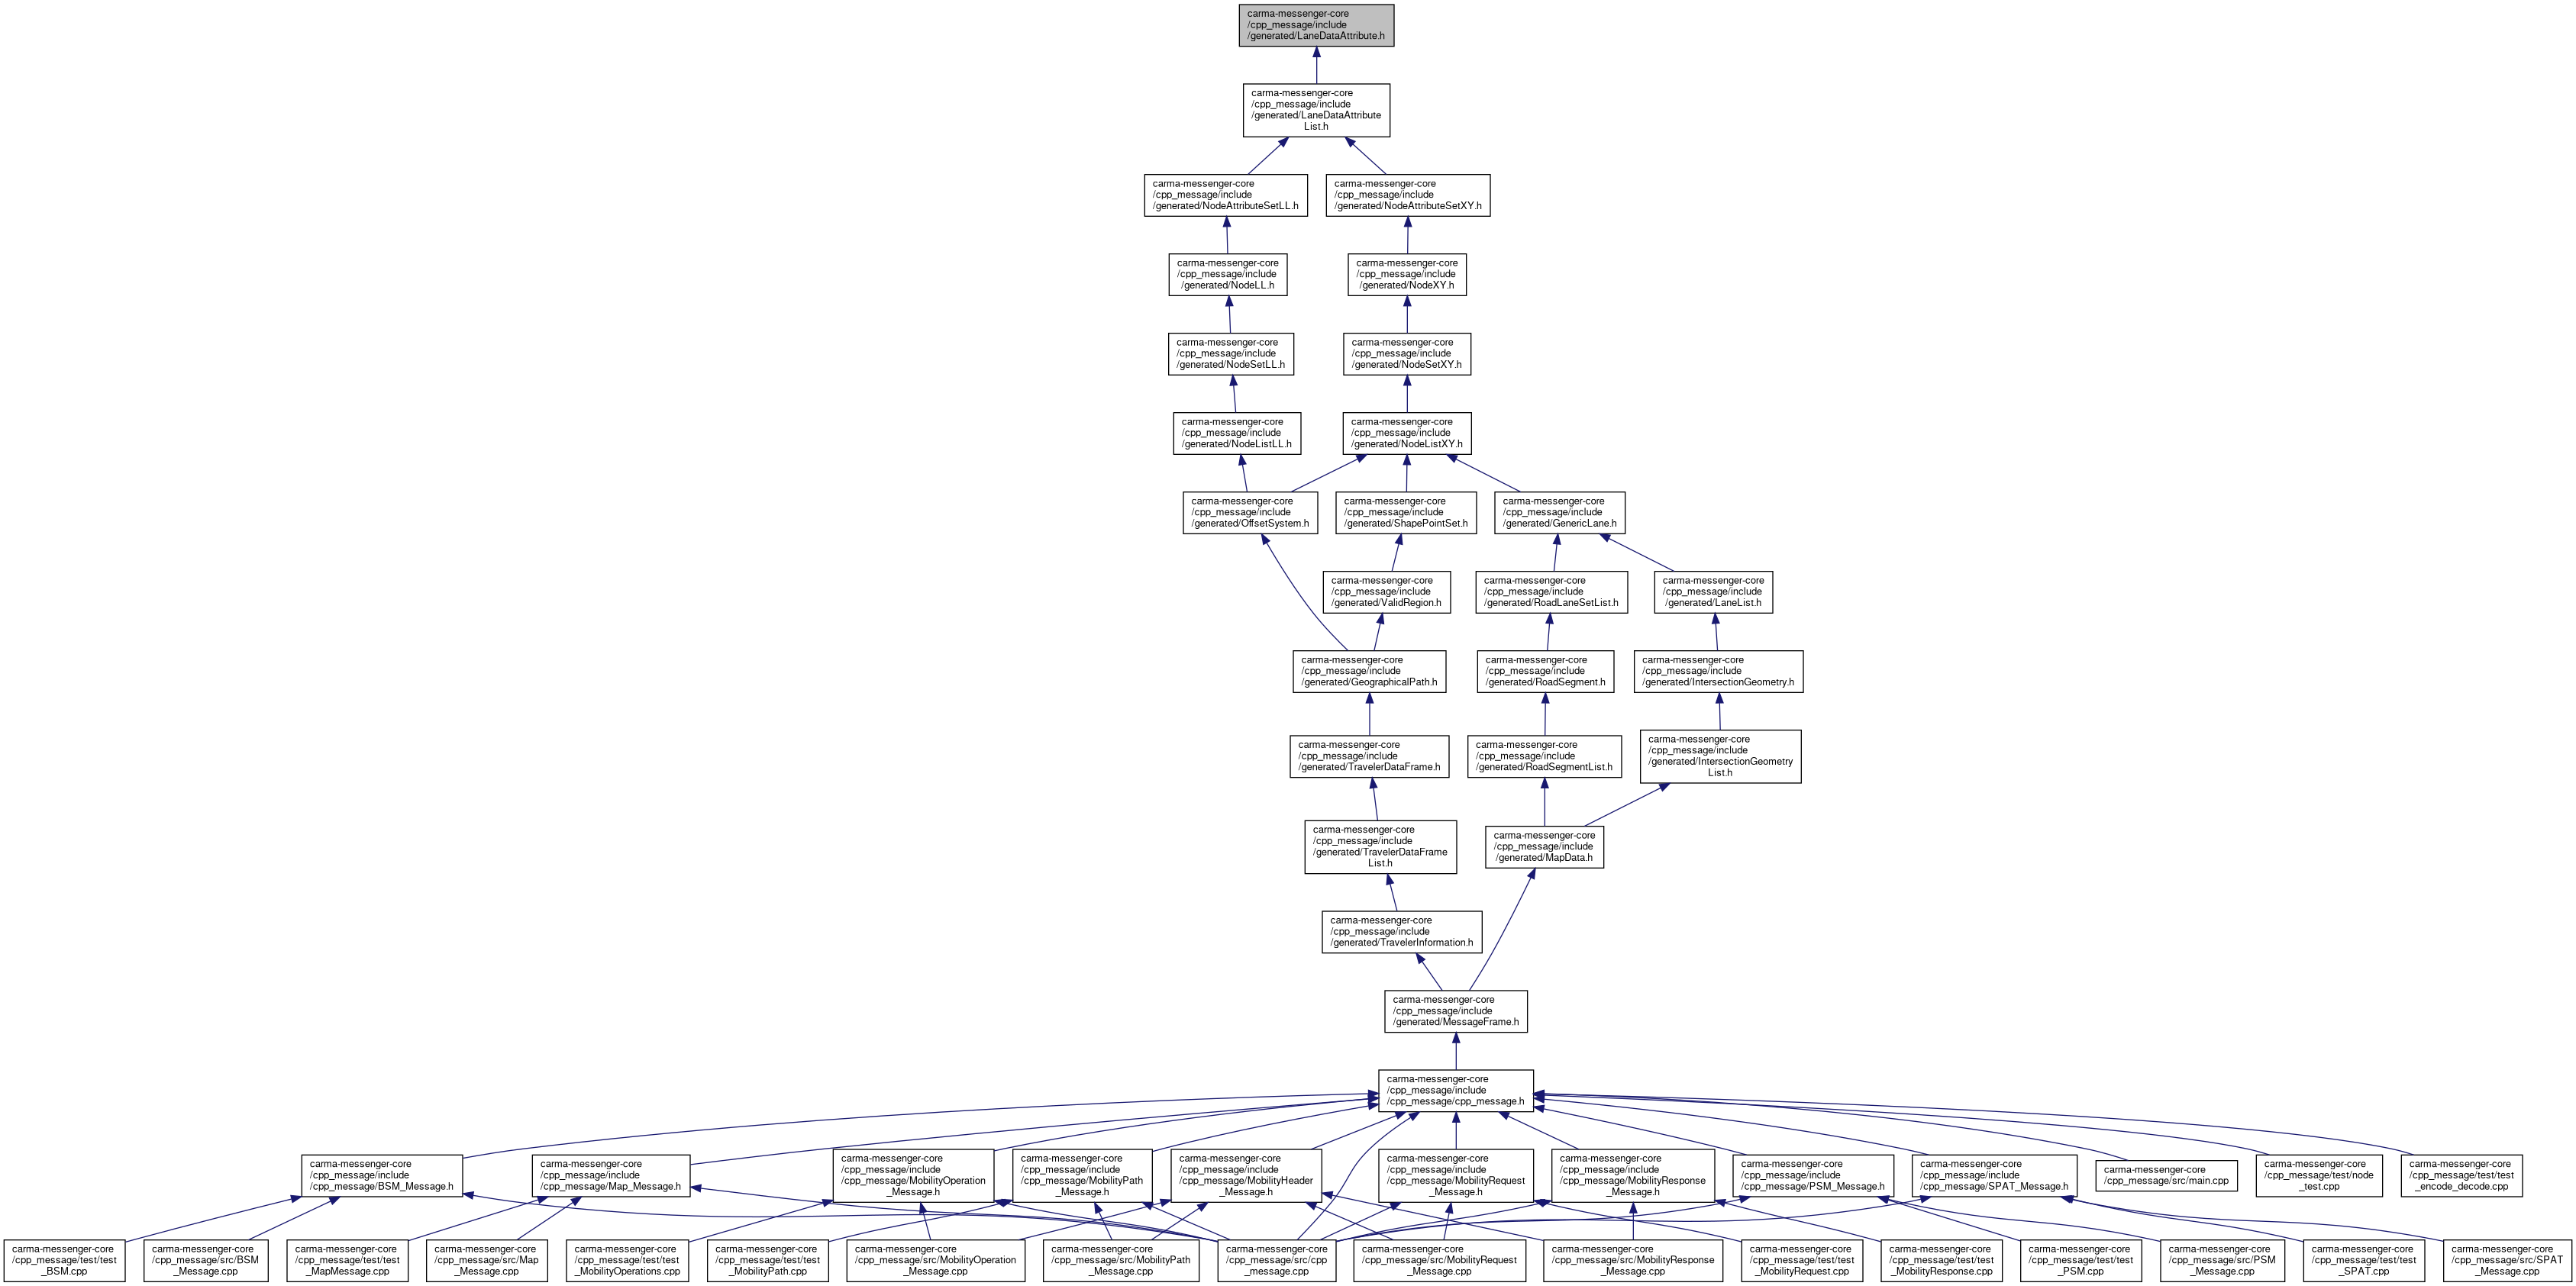 carma-messenger-core
/cpp_message/include
/generated/LaneDataAttribute.h
carma-messenger-core
/cpp_message/include
/generated/LaneDataAttribute
List.h
carma-messenger-core
/cpp_message/include
/generated/NodeAttributeSetLL.h
carma-messenger-core
/cpp_message/include
/generated/NodeAttributeSetXY.h
carma-messenger-core
/cpp_message/include
/generated/NodeLL.h
carma-messenger-core
/cpp_message/include
/generated/NodeXY.h
carma-messenger-core
/cpp_message/include
/generated/NodeSetLL.h
carma-messenger-core
/cpp_message/include
/generated/NodeSetXY.h
carma-messenger-core
/cpp_message/include
/generated/NodeListLL.h
carma-messenger-core
/cpp_message/include
/generated/NodeListXY.h
carma-messenger-core
/cpp_message/include
/generated/OffsetSystem.h
carma-messenger-core
/cpp_message/include
/generated/ShapePointSet.h
carma-messenger-core
/cpp_message/include
/generated/GenericLane.h
carma-messenger-core
/cpp_message/include
/generated/ValidRegion.h
carma-messenger-core
/cpp_message/include
/generated/RoadLaneSetList.h
carma-messenger-core
/cpp_message/include
/generated/LaneList.h
carma-messenger-core
/cpp_message/include
/generated/GeographicalPath.h
carma-messenger-core
/cpp_message/include
/generated/RoadSegment.h
carma-messenger-core
/cpp_message/include
/generated/IntersectionGeometry.h
carma-messenger-core
/cpp_message/include
/generated/TravelerDataFrame.h
carma-messenger-core
/cpp_message/include
/generated/RoadSegmentList.h
carma-messenger-core
/cpp_message/include
/generated/IntersectionGeometry
List.h
carma-messenger-core
/cpp_message/include
/generated/TravelerDataFrame
List.h
carma-messenger-core
/cpp_message/include
/generated/MapData.h
carma-messenger-core
/cpp_message/include
/generated/TravelerInformation.h
carma-messenger-core
/cpp_message/include
/generated/MessageFrame.h
carma-messenger-core
/cpp_message/include
/cpp_message/cpp_message.h
carma-messenger-core
/cpp_message/include
/cpp_message/BSM_Message.h
carma-messenger-core
/cpp_message/include
/cpp_message/Map_Message.h
carma-messenger-core
/cpp_message/include
/cpp_message/MobilityOperation
_Message.h
carma-messenger-core
/cpp_message/include
/cpp_message/MobilityPath
_Message.h
carma-messenger-core
/cpp_message/include
/cpp_message/MobilityHeader
_Message.h
carma-messenger-core
/cpp_message/include
/cpp_message/MobilityRequest
_Message.h
carma-messenger-core
/cpp_message/include
/cpp_message/MobilityResponse
_Message.h
carma-messenger-core
/cpp_message/include
/cpp_message/PSM_Message.h
carma-messenger-core
/cpp_message/include
/cpp_message/SPAT_Message.h
carma-messenger-core
/cpp_message/src/main.cpp
carma-messenger-core
/cpp_message/test/node
_test.cpp
carma-messenger-core
/cpp_message/test/test
_encode_decode.cpp
carma-messenger-core
/cpp_message/test/test
_BSM.cpp
carma-messenger-core
/cpp_message/src/BSM
_Message.cpp
carma-messenger-core
/cpp_message/test/test
_MapMessage.cpp
carma-messenger-core
/cpp_message/src/Map
_Message.cpp
carma-messenger-core
/cpp_message/test/test
_MobilityOperations.cpp
carma-messenger-core
/cpp_message/test/test
_MobilityPath.cpp
carma-messenger-core
/cpp_message/src/MobilityOperation
_Message.cpp
carma-messenger-core
/cpp_message/src/MobilityPath
_Message.cpp
carma-messenger-core
/cpp_message/src/cpp
_message.cpp
carma-messenger-core
/cpp_message/src/MobilityRequest
_Message.cpp
carma-messenger-core
/cpp_message/src/MobilityResponse
_Message.cpp
carma-messenger-core
/cpp_message/test/test
_MobilityRequest.cpp
carma-messenger-core
/cpp_message/test/test
_MobilityResponse.cpp
carma-messenger-core
/cpp_message/test/test
_PSM.cpp
carma-messenger-core
/cpp_message/src/PSM
_Message.cpp
carma-messenger-core
/cpp_message/test/test
_SPAT.cpp
carma-messenger-core
/cpp_message/src/SPAT
_Message.cpp